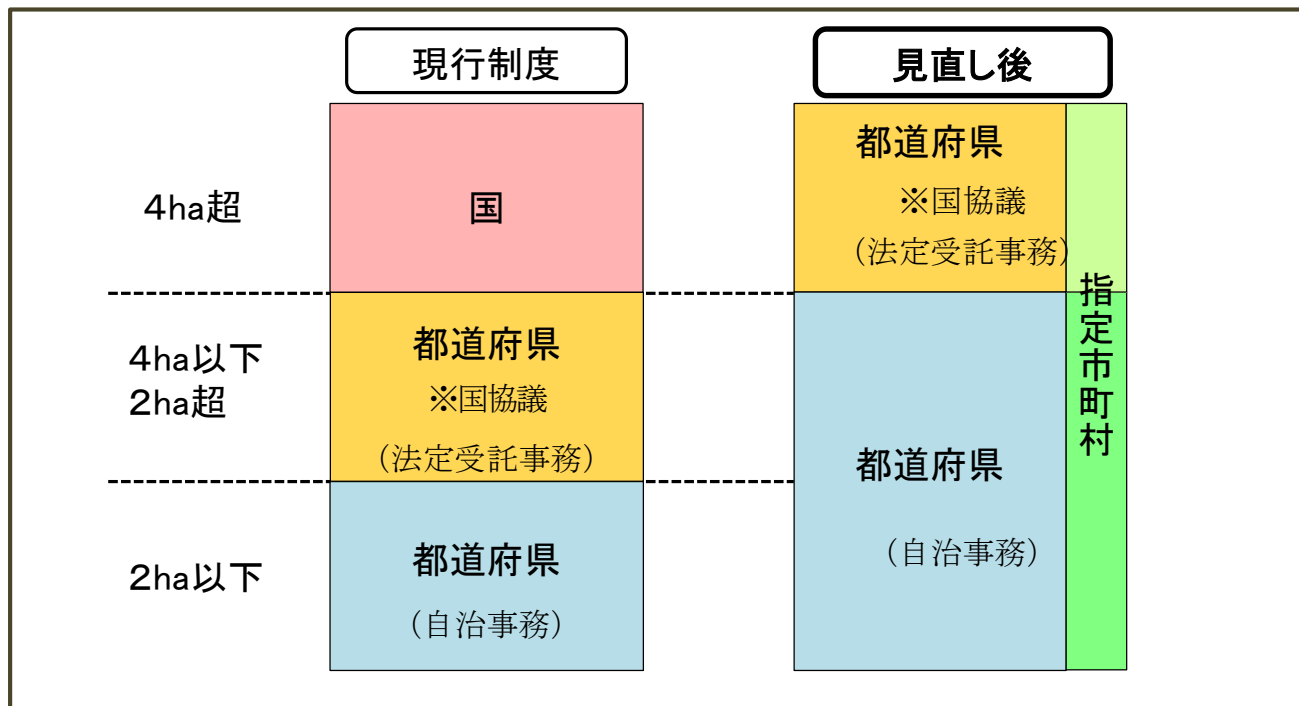 現行制度
見直し後
4ha超
国
都道府県
※国協議
(法定受託事務)
4ha以下
2ha超
都道府県
※国協議
(法定受託事務)
都道府県
(自治事務)
2ha以下
都道府県
(自治事務)
指定市町村